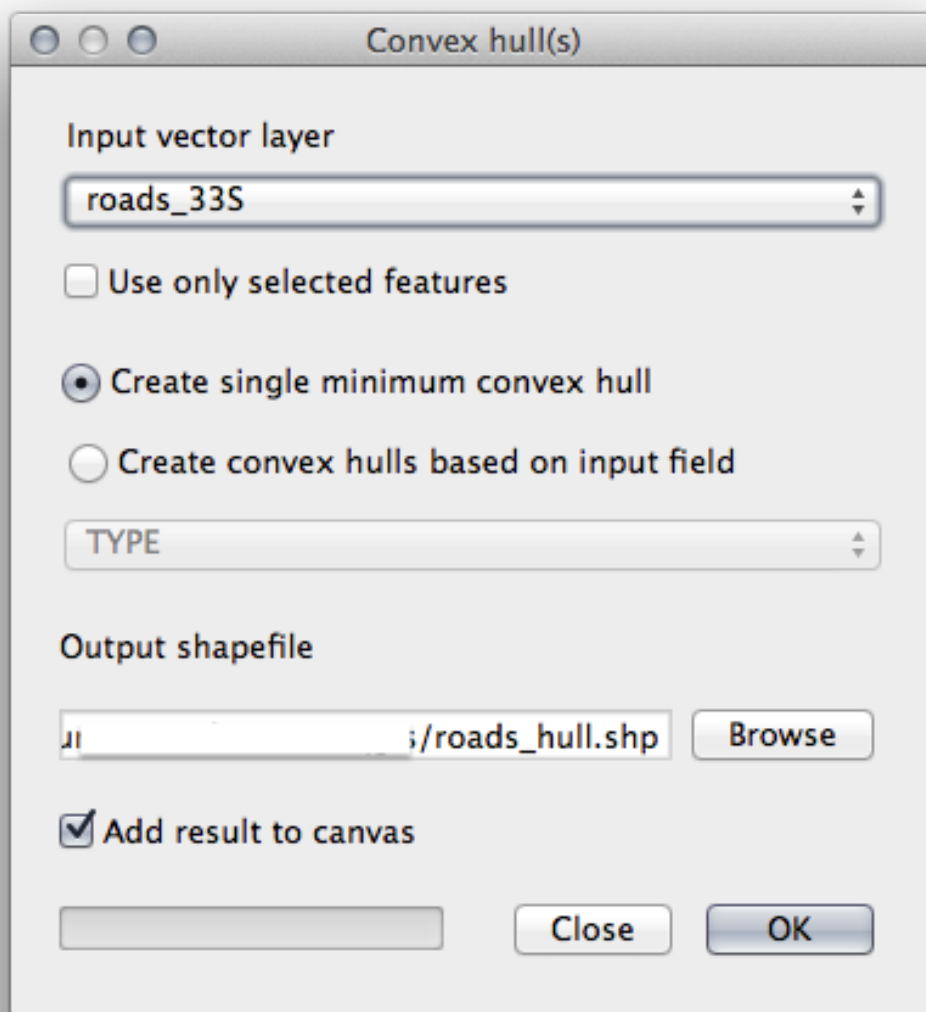 Convex hull(s)
Input vector layer
roads_33S
Use only selected features
Create single minimum convex hull
Create convex hulls based on input field
TYPE
Output shapefile
/roads_hull.shp
Browse
Add result to canvas
Close
OK